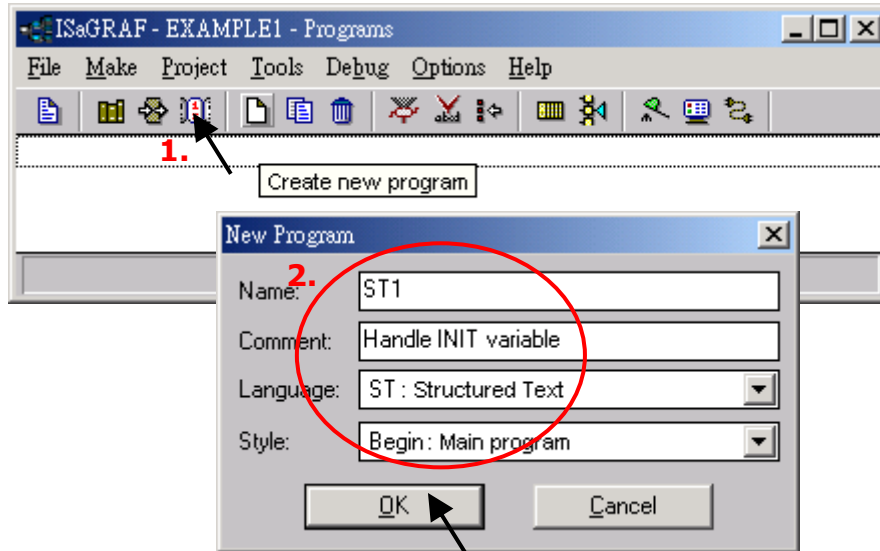 ISaGRAF - EXAMPLE1 - Programs
File Make Project Tools Debug Options Help
1.
Create new program
New Program
2.
Name: ST1
Comment: Handle INIT variable
Language: ST : Structured Text
Style: Begin : Main program
OK Cancel